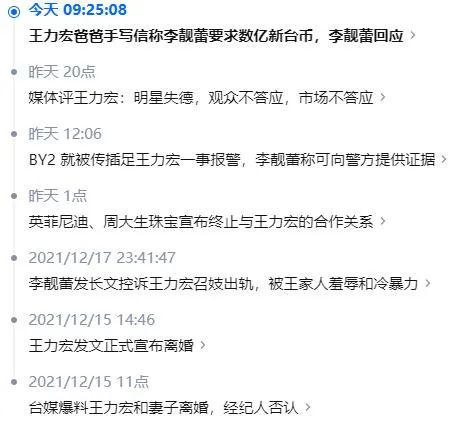 今天 09:25:08
王力宏爸爸手写信称李靓蕾要求数亿新台币，李靓蕾回应
昨天 20点
媒体评王力宏：明星失德，观众不答应，市场不答应
昨天 12:06
BY2 就被传插足王力宏一事报警，李靓蕾称可向警方提供证据
昨天 1点
英菲尼迪、周大生珠宝宣布终止与王力宏的合作关系
2021/12/17 23:41:47
李靓蕾发长文控诉王力宏召妓出轨，被王家人羞辱和冷暴力
2021/12/15 14:46
王力宏发文正式宣布离婚
2021/12/15 11点
台媒爆料王力宏和妻子离婚，经纪人否认